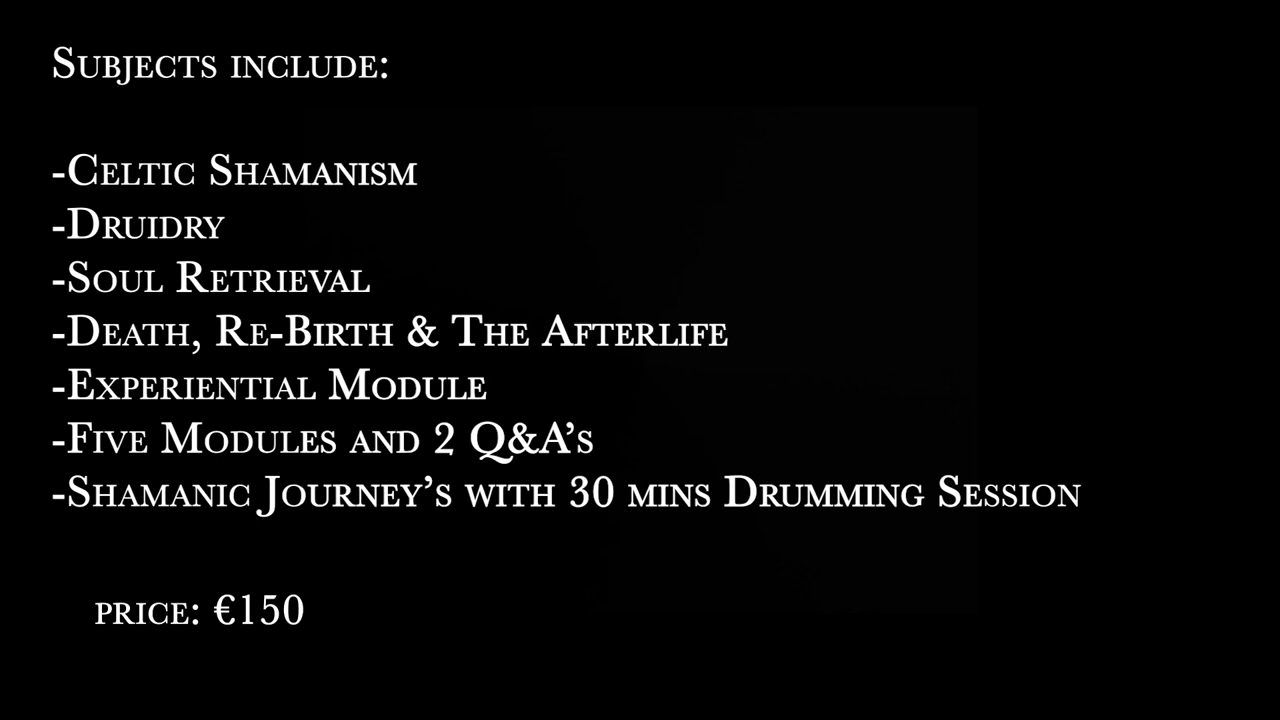 Subjects include:
-Celtic Shamanism
-Druidry
-Soul Retrieval
-Death, Re-Birth & The Afterlife
-Experiential Module
-Five Modules and 2 Q&A's
-Shamanic Journey's with 30 mins Drumming Session
price: €150